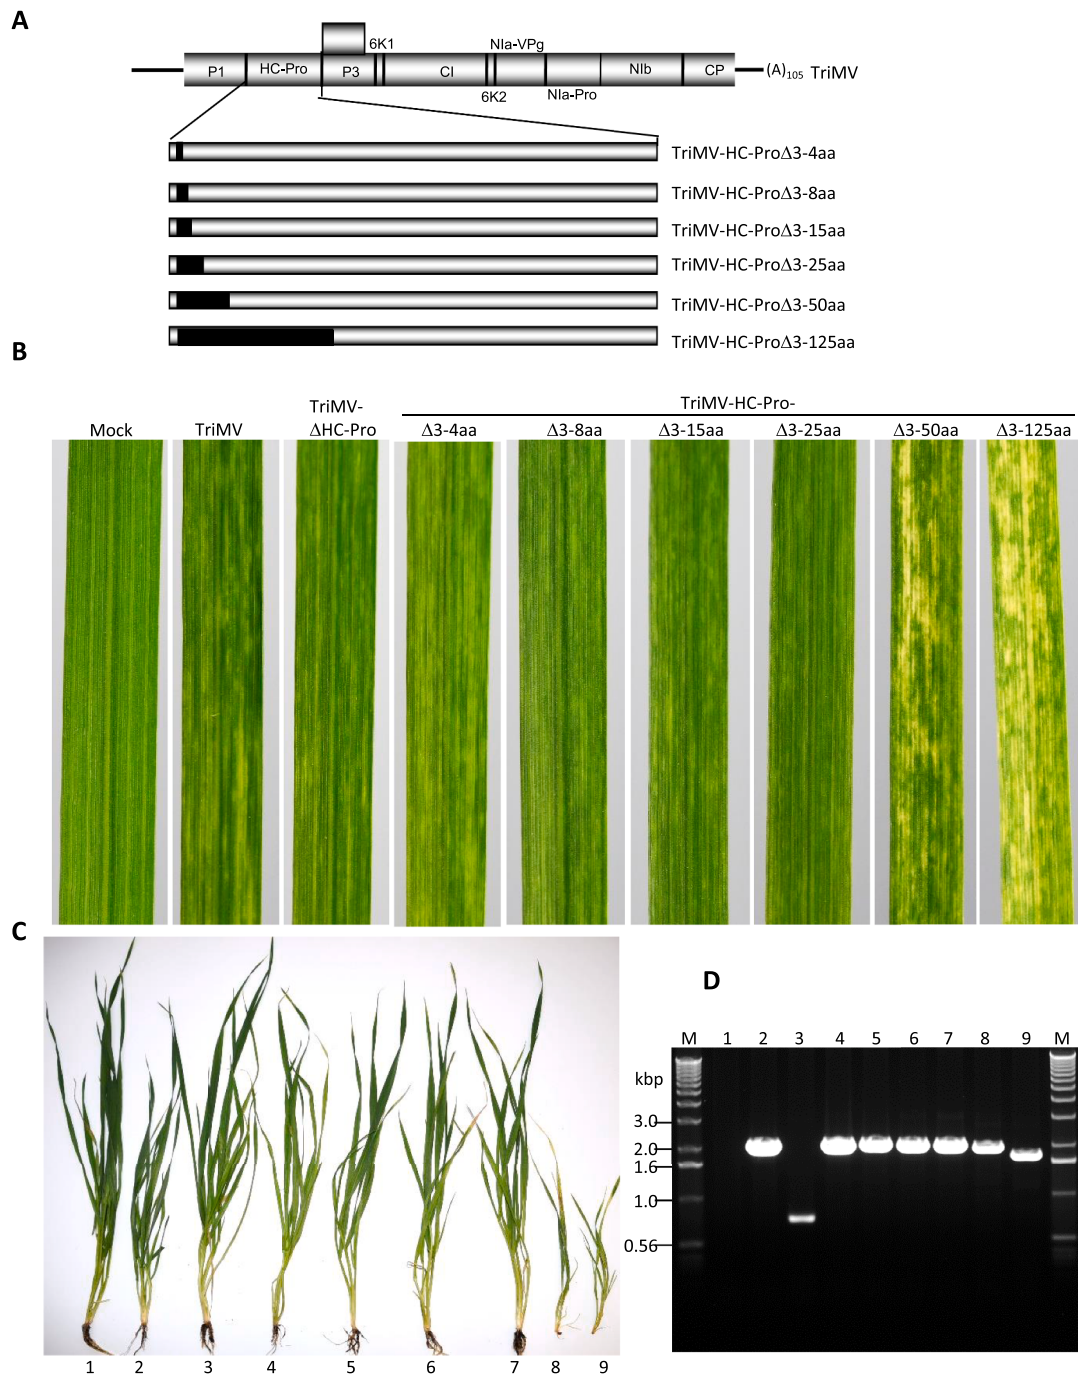 A
6K1 NIa-VPg
P1 HC-Pro P3 CI NIb CP (A)105 TriMV
6K2 NIa-Pro
TriMV-HC-ProΔ3-4aa
TriMV-HC-ProΔ3-8aa
TriMV-HC-ProΔ3-15aa
TriMV-HC-ProΔ3-25aa
TriMV-HC-ProΔ3-50aa
TriMV-HC-ProΔ3-125aa
B
TriMV-HC-Pro-
Mock TriMV TriMV-
ΔHC-Pro Δ3-4aa Δ3-8aa Δ3-15aa Δ3-25aa Δ3-50aa Δ3-125aa
C
1 2 3 4 5 6 7 8 9
D
M 1 2 3 4 5 6 7 8 9 M
kbp
3.0
2.0
1.6
1.0
0.56